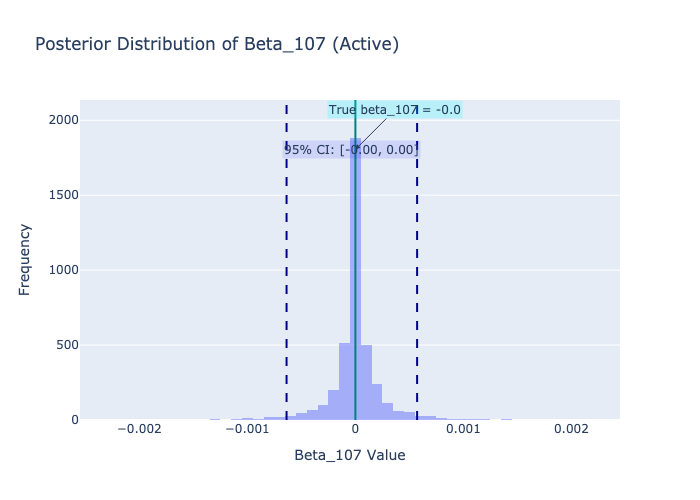 Posterior Distribution of Beta_107 (Active)
True beta_107 = -0.0
95% CI: [-0.00, 0.00]
2000
1500
1000
500
0
Frequency
−0.002
−0.001
0
0.001
0.002
Beta_107 Value